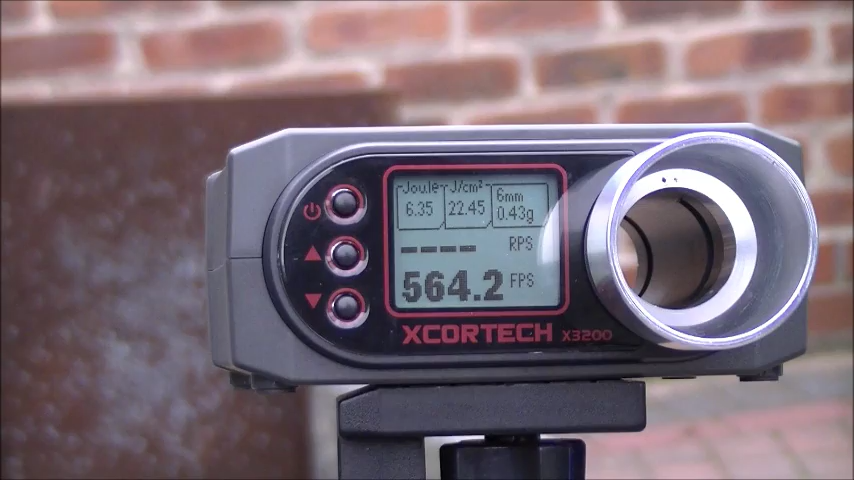 Joule J/cm² 6mm
6.35 22.45 0.43g
---- RPS
564.2 FPS
XCORTECH X3200